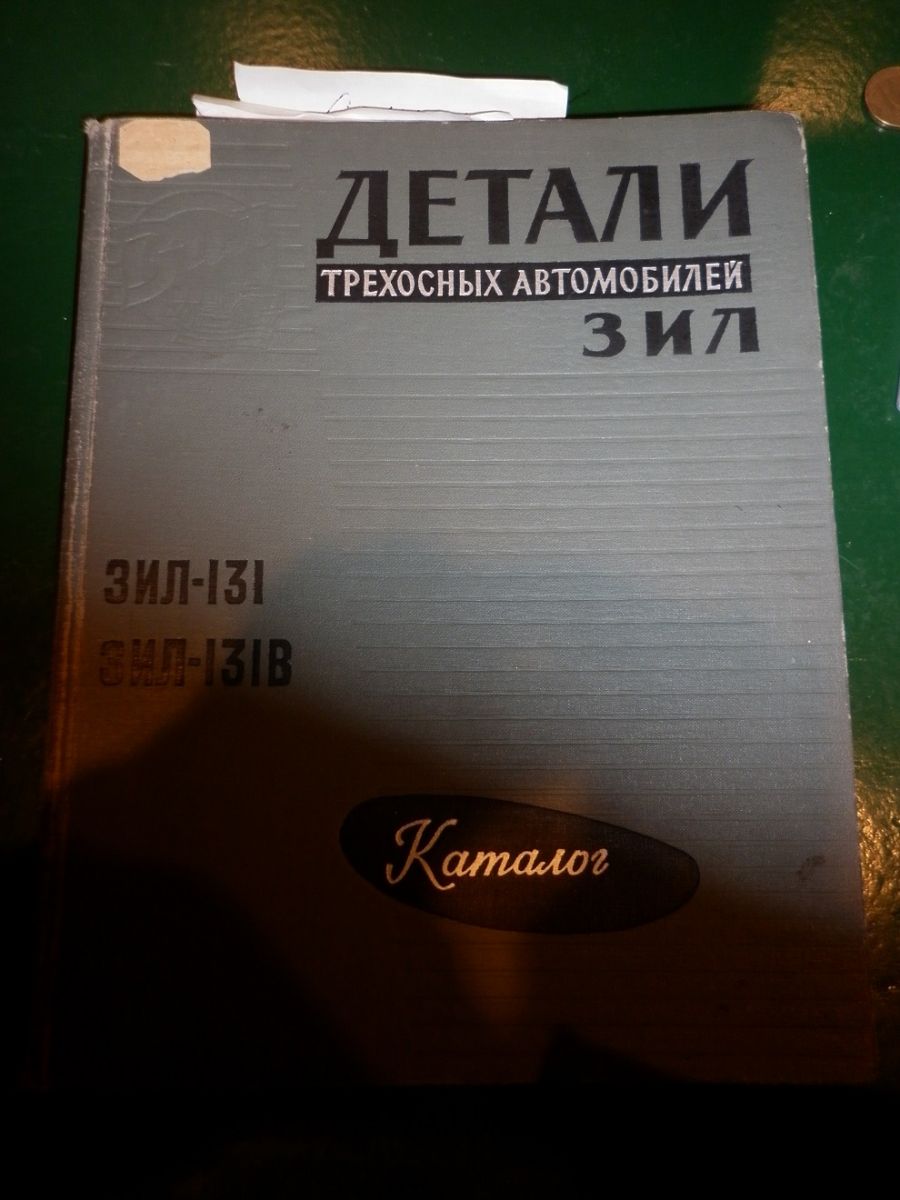 ДЕТАЛИ
ТРЕХОСНЫХ АВТОМОБИЛЕЙ
ЗИЛ
ЗИЛ-131
ЗИЛ-131В
Каталог